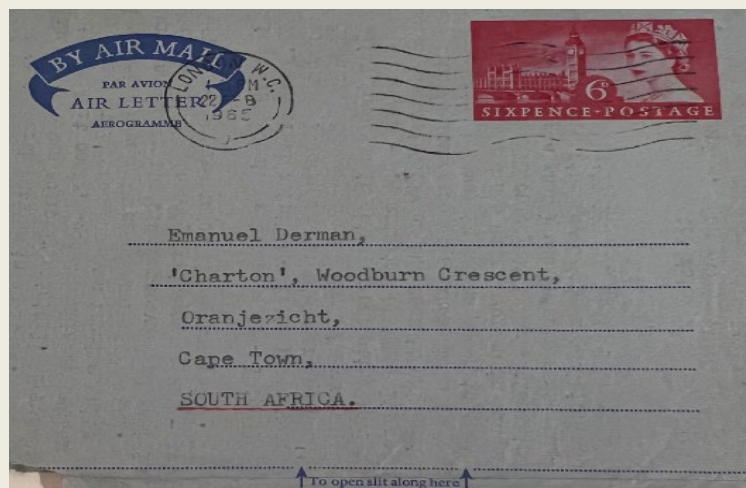 BY AIR MAIL
PAR AVION
AIR LETTER
AEROGRAMME
LONDON W.C.
1965
6D
SIXPENCE·POSTAGE
Emanuel Derman,
'Charton', Woodburn Crescent,
Oranjezicht,
Cape Town,
SOUTH AFRICA.
To open slit along here